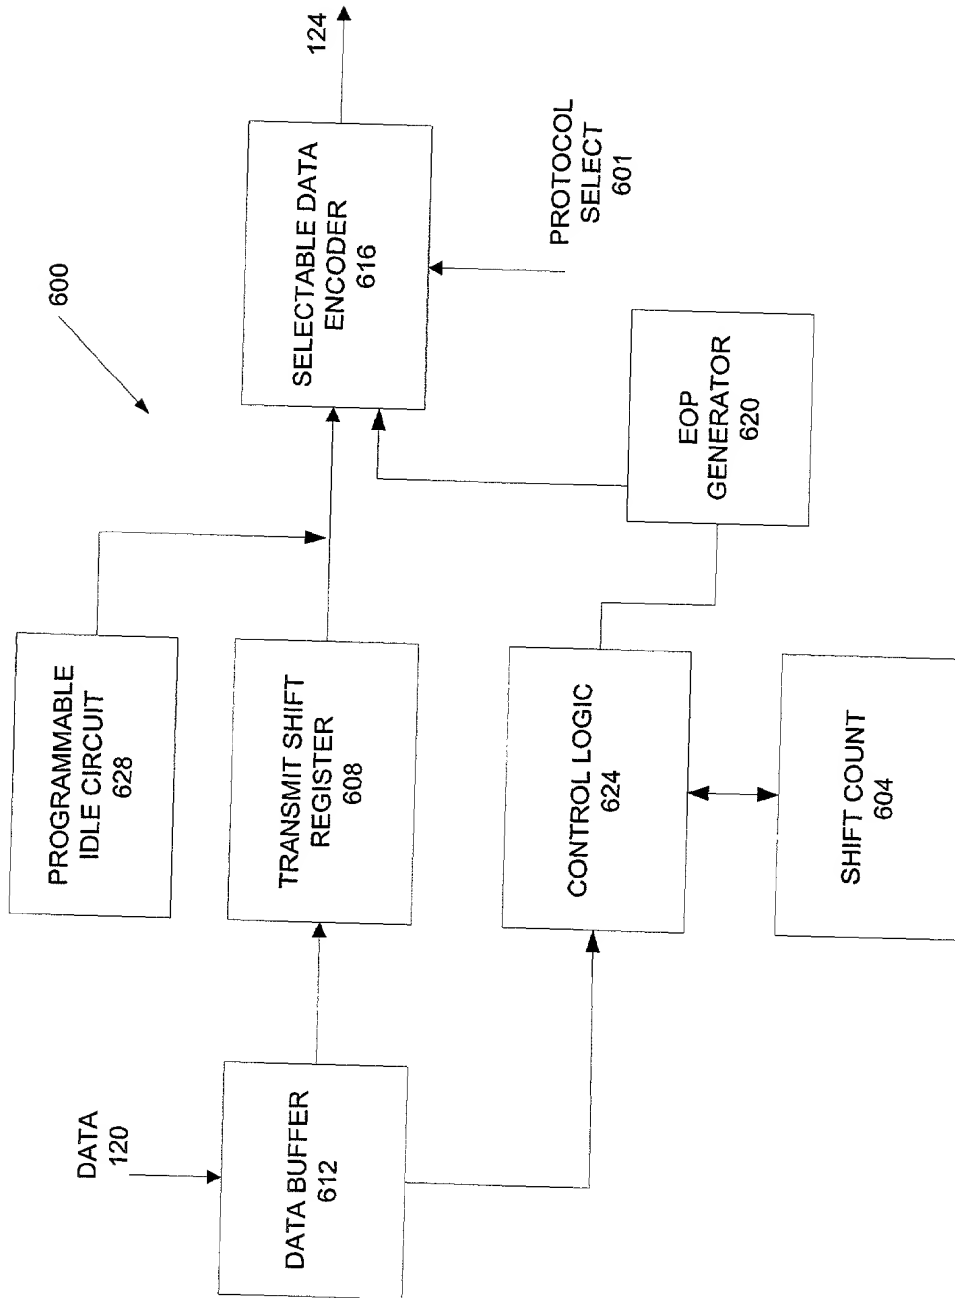 600
124
PROGRAMMABLE
IDLE CIRCUIT
628
TRANSMIT SHIFT
REGISTER
608
SELECTABLE DATA
ENCODER
616
DATA
120
DATA BUFFER
612
PROTOCOL
SELECT
601
CONTROL LOGIC
624
EOP
GENERATOR
620
SHIFT COUNT
604